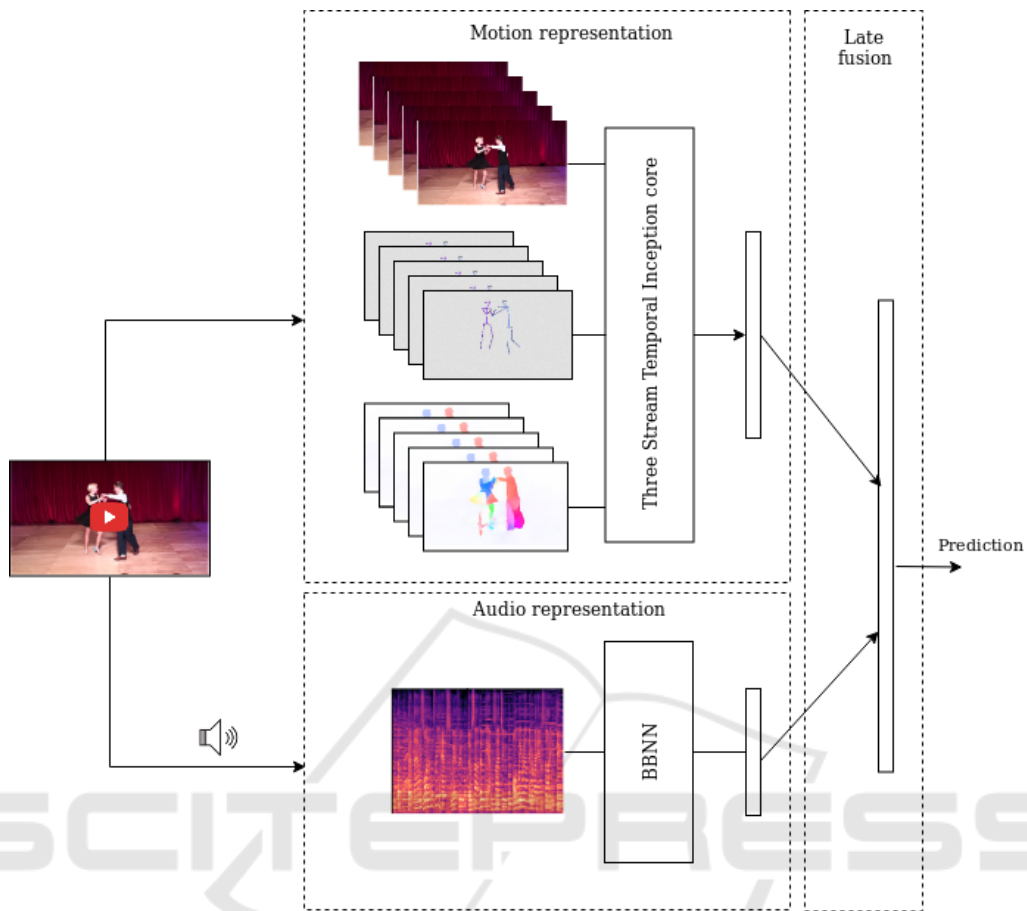 Motion representation
Late
fusion
Three Stream Temporal Inception core
Prediction
Audio representation
BBNN
SCITEPRESS